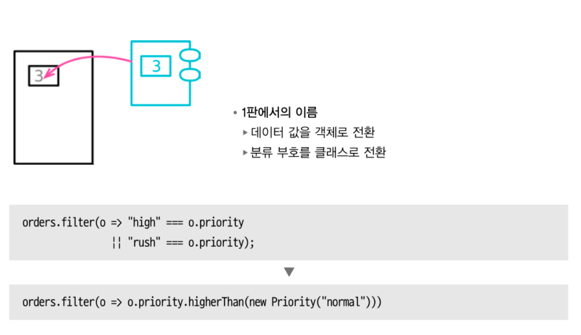 3
3
• 1판에서의 이름
▸ 데이터 값을 객체로 전환
▸ 분류 부호를 클래스로 전환
orders.filter(o => "high" === o.priority
|| "rush" === o.priority);
orders.filter(o => o.priority.higherThan(new Priority("normal")))